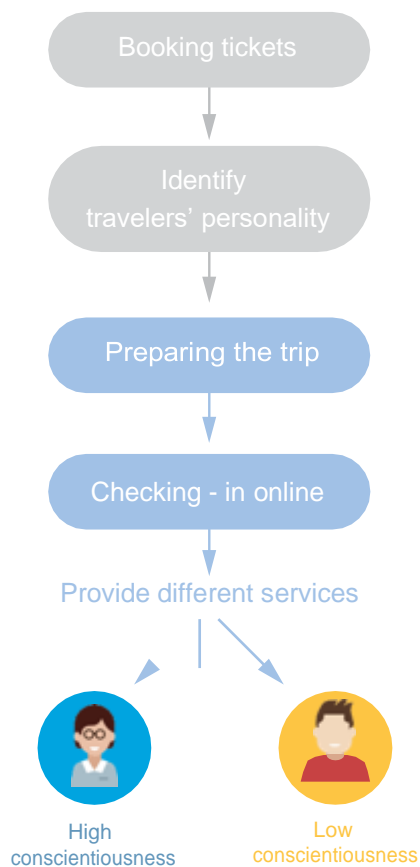 Booking tickets
Identify
travelers’ personality
Preparing the trip
Checking - in online
Provide different services
High
conscientiousness
Low
conscientiousness